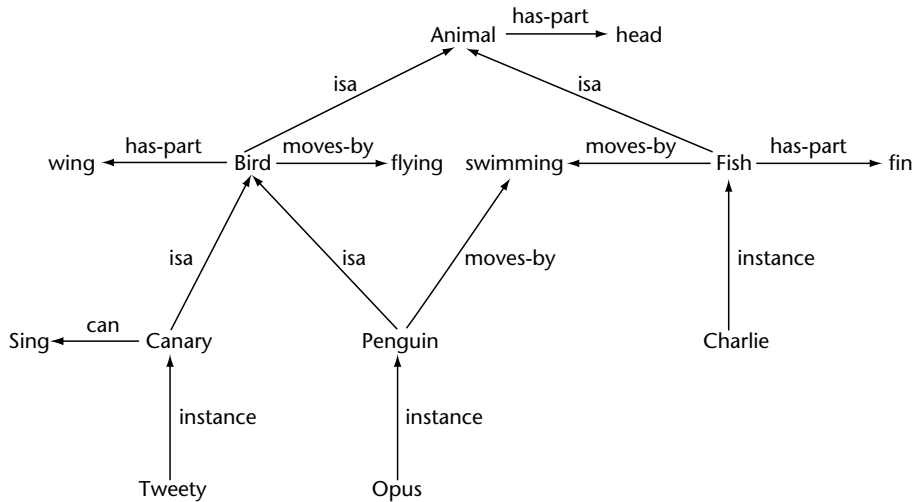 has-part
Animal head
isa isa
has-part moves-by moves-by has-part
wing Bird flying swimming Fish fin
isa isa moves-by instance
can
Sing Canary Penguin Charlie
instance instance
Tweety Opus